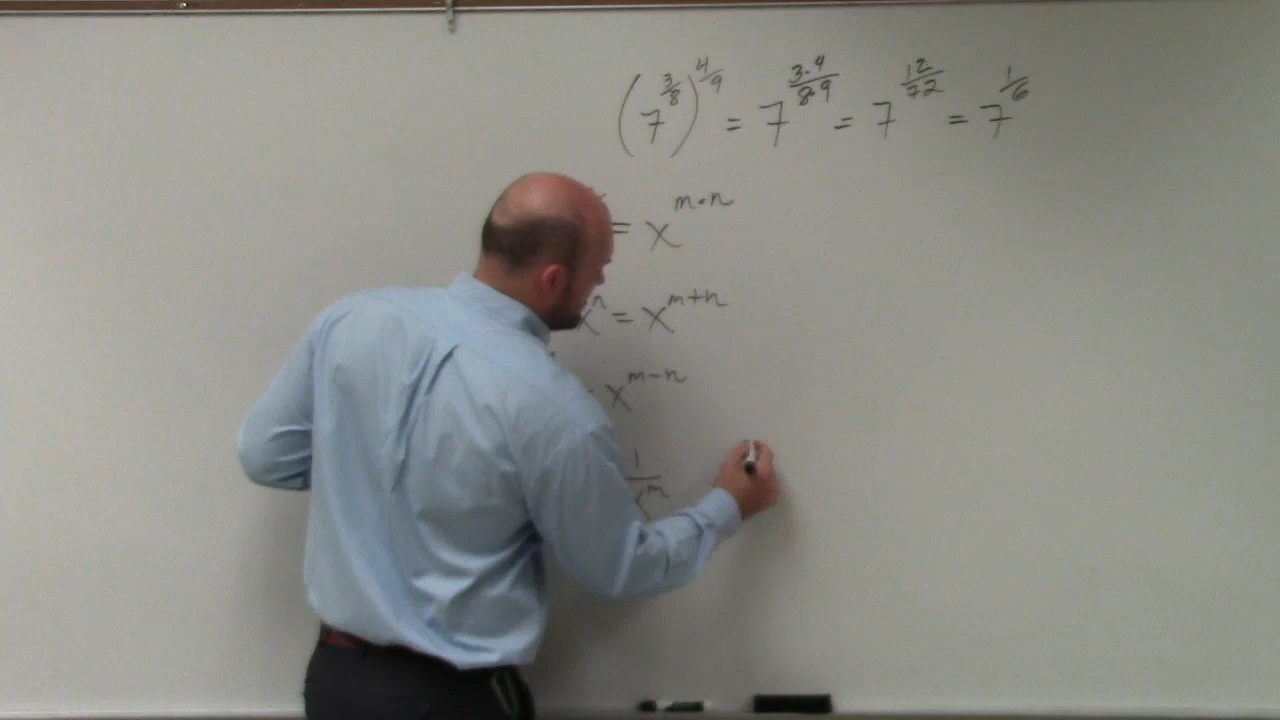 (7^(3/8))^(4/9) = 7^(3·4/8·9) = 7^(12/72) = 7^(1/6)
= x^(m·n)
x^n = x^(m+n)
x^(m-n)
1/x^m